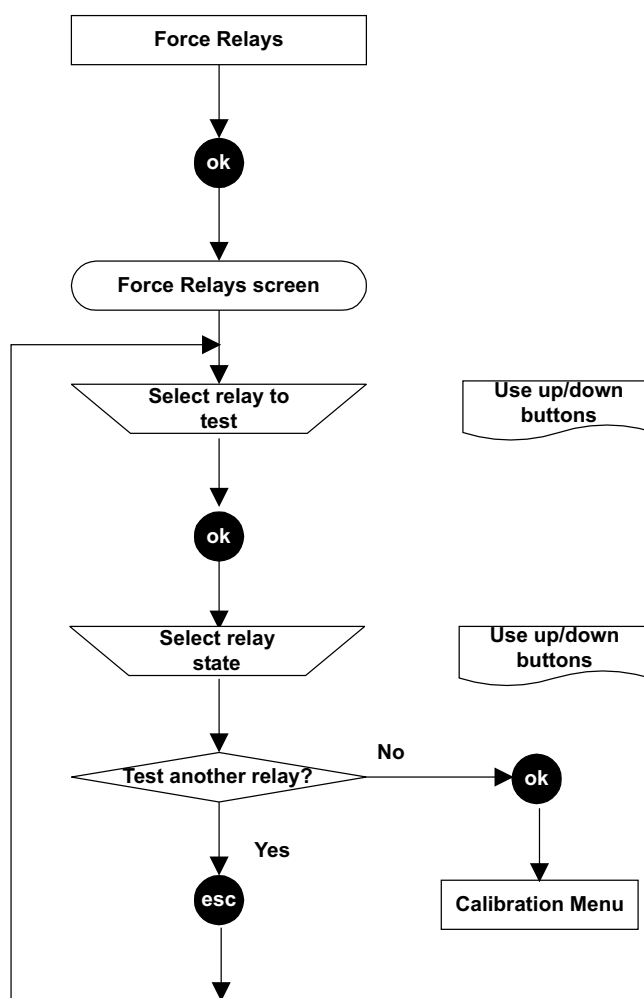 Force Relays
ok
Force Relays screen
Select relay to
test
Use up/down
buttons
ok
Select relay
state
Use up/down
buttons
Test another relay?
No
ok
Yes
esc
Calibration Menu